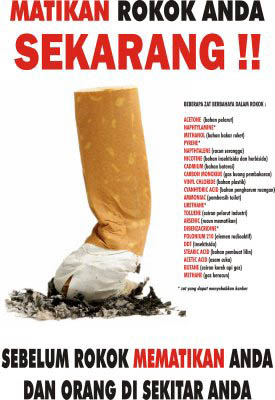 MATIKAN ROKOK ANDA
SEKARANG !!
BEBERAPA ZAT BERBAHAYA DALAM ROKOK :
ACETONE (bahan pelarut)
NAPHTYLAMINE*
METHANOL (bahan bakar roket)
PYRENE*
NAPTHTALENE (racun serangga)
NICOTINE (bahan insektisida dan herbisida)
CADMIUM (bahan baterai)
CARBON MONOXIDE (gas buang pembakaran)
VINYL CHLORIDE (bahan plastik)
CYANHYDRIC ACID (bahan penghancur ruangan)
AMMONIAC (pembersih toilet)
URETHANE*
TOLUENE (cairan pelarut industri)
ARSENIC (racun mematikan)
DIBENZACRIDINE*
POLONIUM 210 (elemen radioaktif)
DDT (insektisida)
STEARIC ACID (bahan pembuat lilin)
ACETIC ACID (asam cuka)
BUTANE (cairan korek api gas)
METHANE (gas beracun)
* zat yang dapat menyebabkan kanker
SEBELUM ROKOK MEMATIKAN ANDA
DAN ORANG DI SEKITAR ANDA